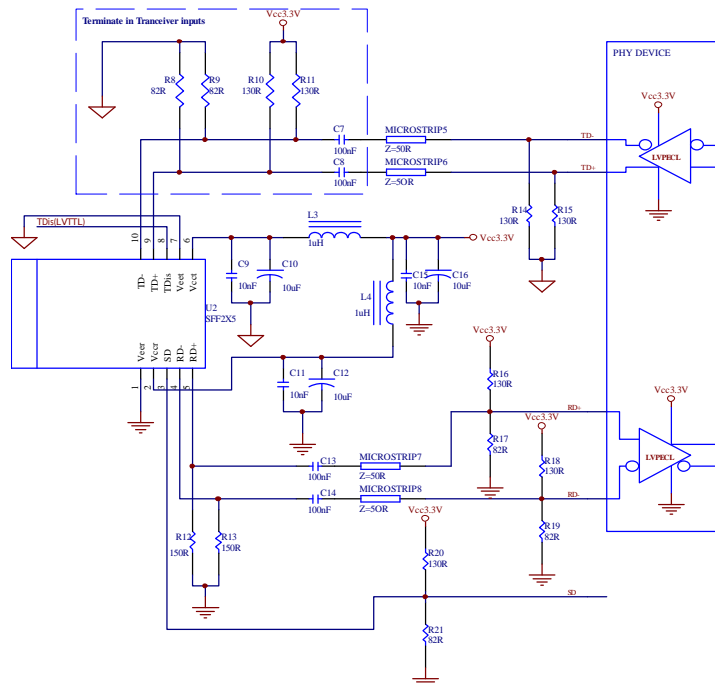 Terminate in Tranceiver inputs
Vcc3.3V
PHY DEVICE
R8
82R
R9
82R
R10
130R
R11
130R
Vcc3.3V
C7
100nF
MICROSTRIP5
Z=50R
TD-
C8
100nF
MICROSTRIP6
Z=5OR
TD+
LVPECL
R14
130R
R15
130R
TDis(LVTTL)
10
9
8
7
6
L3
1uH
Vcc3.3V
TD-
TD+
TDis
Veet
Vcct
C9
10nF
C10
10uF
C15
10nF
C16
10uF
L4
1uH
U2
SFF2X5
Veer
Vccr
SD
RD-
RD+
1
2
3
4
5
C11
10nF
C12
10uF
Vcc3.3V
R16
130R
RD+
Vcc3.3V
Vcc3.3V
R17
82R
LVPECL
C13
100nF
MICROSTRIP7
Z=50R
R18
130R
C14
100nF
MICROSTRIP8
Z=5OR
RD-
Vcc3.3V
R12
150R
R13
150R
R19
82R
R20
130R
SD
R21
82R